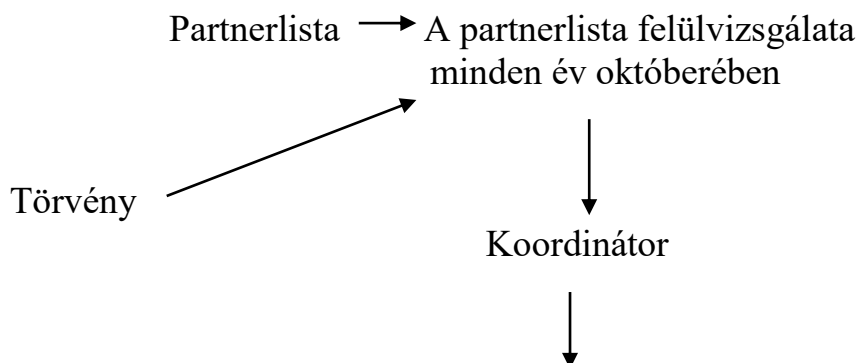 Partnerlista
A partnerlista felülvizsgálata
minden év októberében
Törvény
Koordinátor